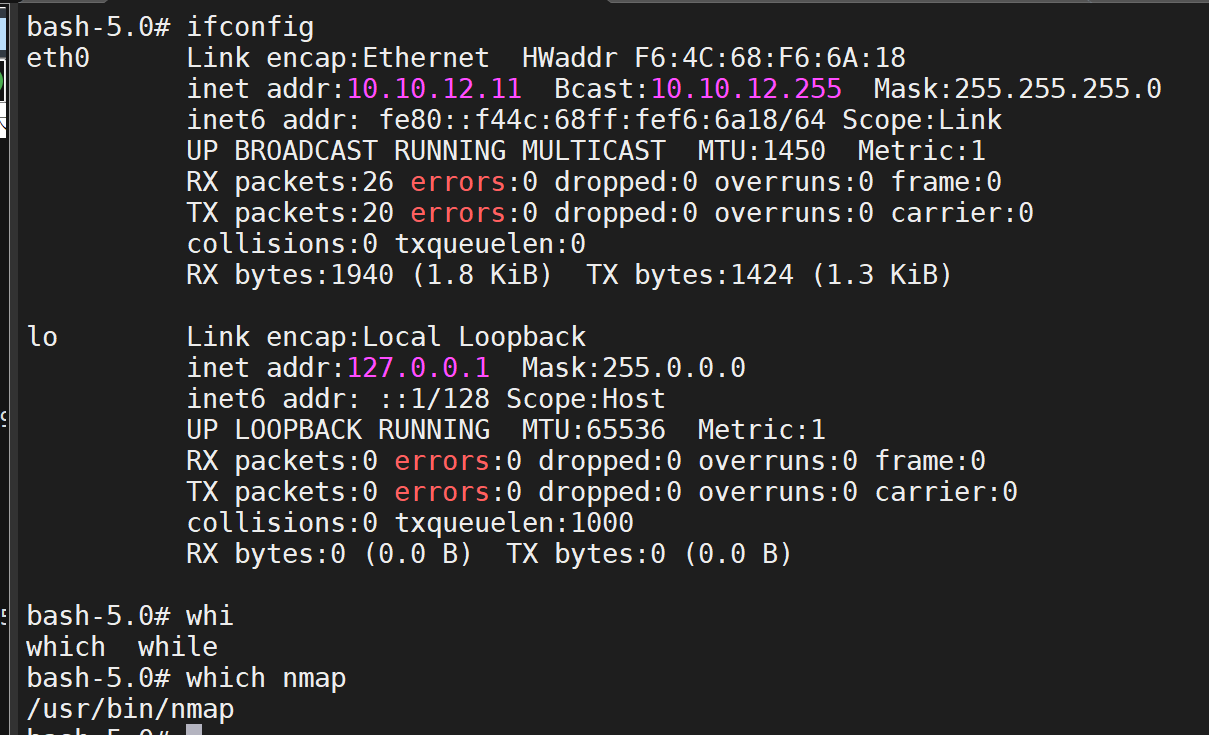 bash-5.0# ifconfig
eth0      Link encap:Ethernet  HWaddr F6:4C:68:F6:6A:18
          inet addr:10.10.12.11  Bcast:10.10.12.255  Mask:255.255.255.0
          inet6 addr: fe80::f44c:68ff:fef6:6a18/64 Scope:Link
          UP BROADCAST RUNNING MULTICAST  MTU:1450  Metric:1
          RX packets:26 errors:0 dropped:0 overruns:0 frame:0
          TX packets:20 errors:0 dropped:0 overruns:0 carrier:0
          collisions:0 txqueuelen:0
          RX bytes:1940 (1.8 KiB)  TX bytes:1424 (1.3 KiB)

lo        Link encap:Local Loopback
          inet addr:127.0.0.1  Mask:255.0.0.0
          inet6 addr: ::1/128 Scope:Host
          UP LOOPBACK RUNNING  MTU:65536  Metric:1
          RX packets:0 errors:0 dropped:0 overruns:0 frame:0
          TX packets:0 errors:0 dropped:0 overruns:0 carrier:0
          collisions:0 txqueuelen:1000
          RX bytes:0 (0.0 B)  TX bytes:0 (0.0 B)

bash-5.0# whi
which  while
bash-5.0# which nmap
/usr/bin/nmap
bash-5.0#